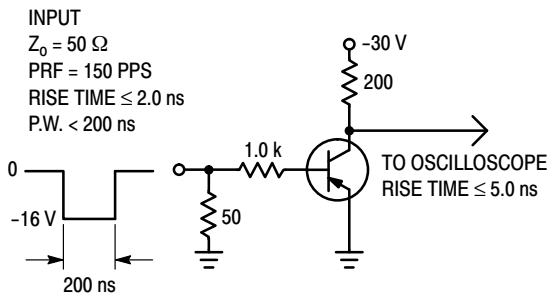 INPUT
Zo = 50 Ω
PRF = 150 PPS
RISE TIME ≤ 2.0 ns
P.W. < 200 ns
0
-16 V
200 ns
1.0 k
50
-30 V
200
TO OSCILLOSCOPE
RISE TIME ≤ 5.0 ns